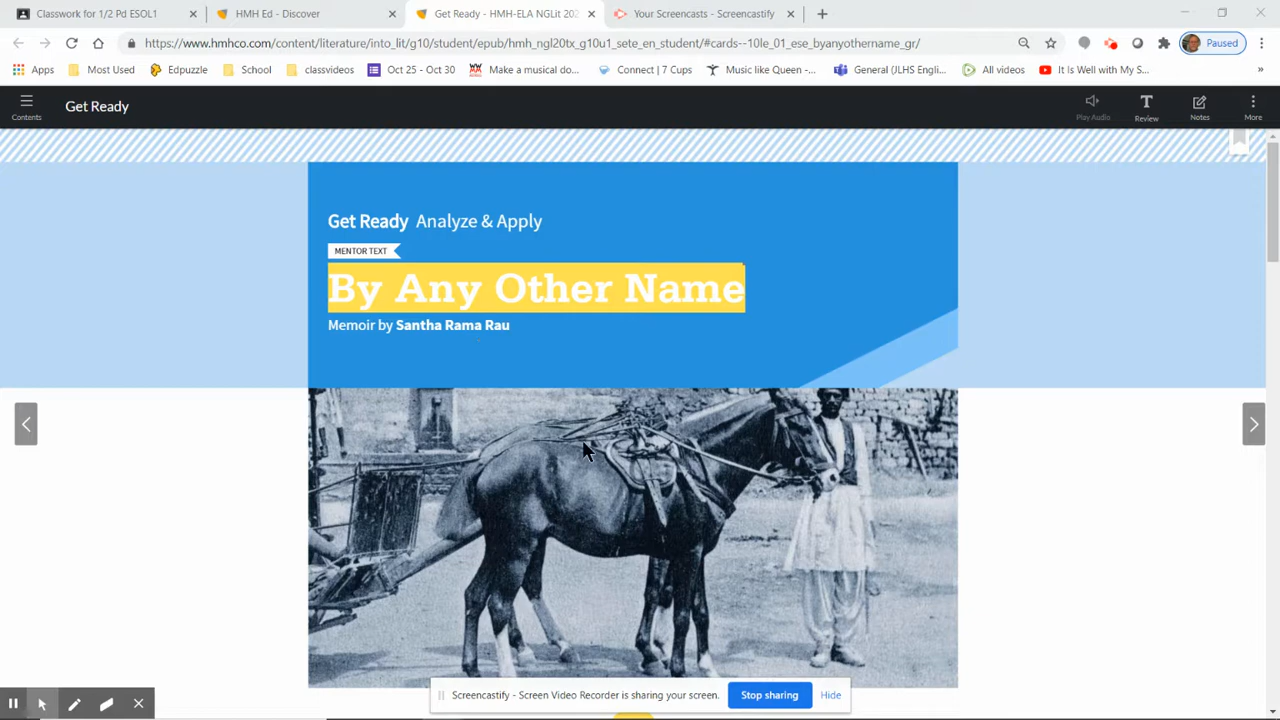 Classwork for 1/2 Pd ESOL1
HMH Ed - Discover
Get Ready - HMH-ELA NGLit 202
Your Screencasts - Screencastify
https://www.hmhco.com/content/literature/into_lit/g10/student/epub/hmh_ngl20tx_g10u1_sete_en_student/#cards--10le_01_ese_byanyothername_gr/
Paused
Apps
Most Used
Edpuzzle
School
classvideos
Oct 25 - Oct 30
Make a musical do...
Connect | 7 Cups
Music like Queen -...
General (JLHS Engli...
All videos
It Is Well with My S...
»
Contents
Get Ready
Play Audio
Review
Notes
More
Get Ready Analyze & Apply
MENTOR TEXT
By Any Other Name
Memoir by Santha Rama Rau
Screencastify - Screen Video Recorder is sharing your screen.
Stop sharing
Hide